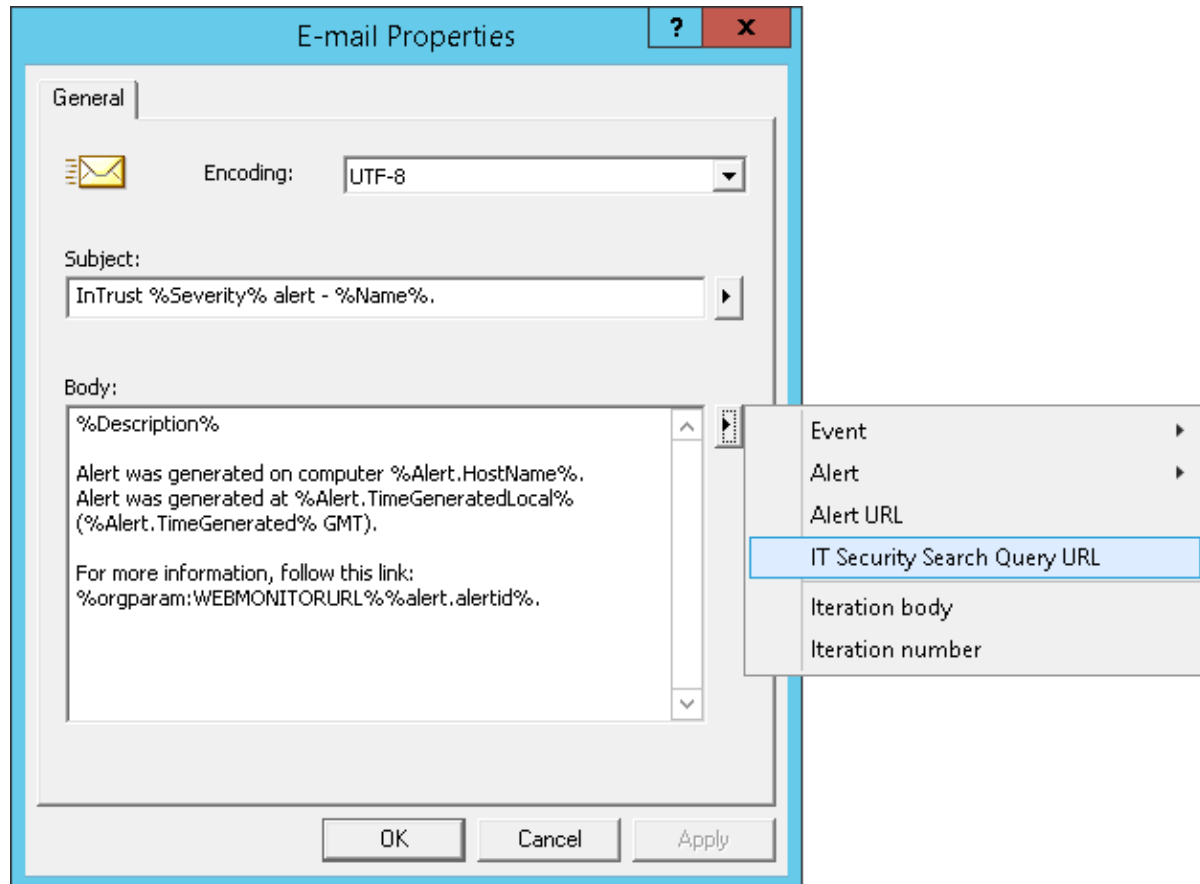 E-mail Properties
?
x
General
Encoding:
UTF-8
Subject:
InTrust %Severity% alert - %Name%.
Body:
%Description%
Alert was generated on computer %Alert.HostName%.
Alert was generated at %Alert.TimeGeneratedLocal%
(%Alert.TimeGenerated% GMT).
For more information, follow this link:
%orgparam:WEBMONITORURL%%alert.alertid%.
Event
Alert
Alert URL
IT Security Search Query URL
Iteration body
Iteration number
OK
Cancel
Apply